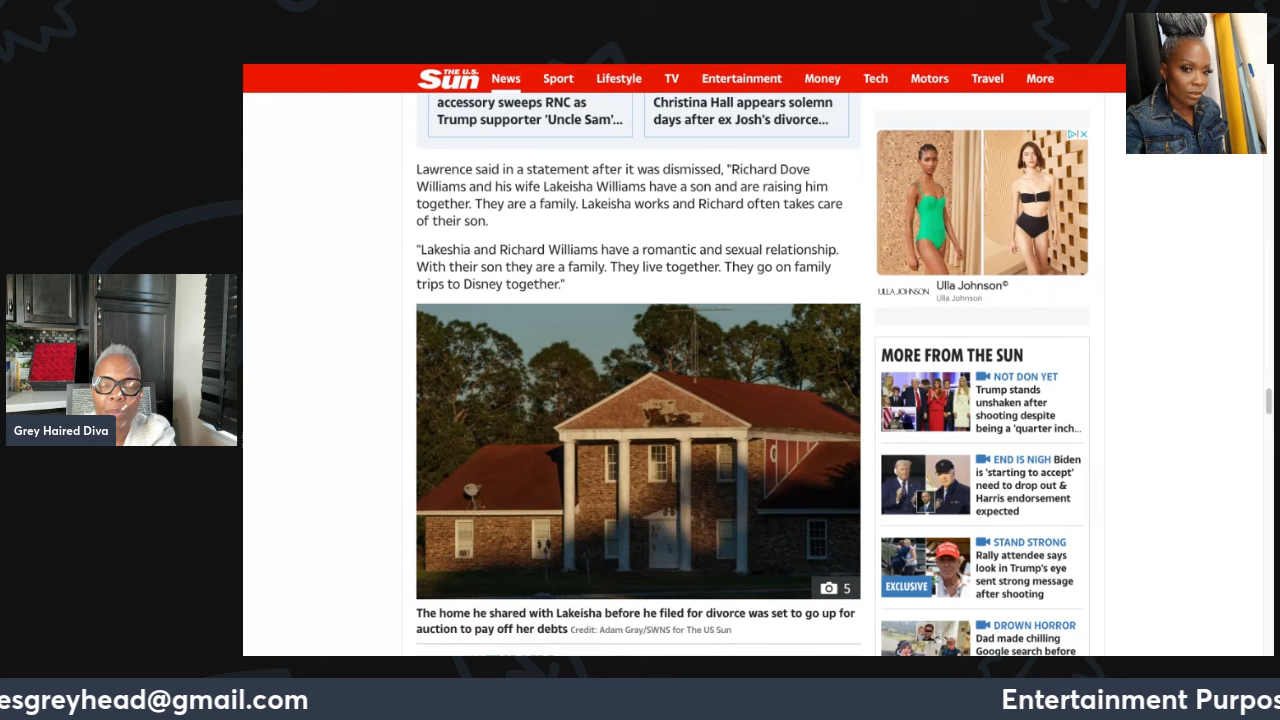 THE U.S. Sun
News Sport Lifestyle TV Entertainment Money Tech Motors Travel More
accessory sweeps RNC as
Trump supporter 'Uncle Sam'...
Christina Hall appears solemn
days after ex Josh's divorce...
Lawrence said in a statement after it was dismissed, "Richard Dove
Williams and his wife Lakeisha Williams have a son and are raising him
together. They are a family. Lakeisha works and Richard often takes care
of their son.
"Lakeshia and Richard Williams have a romantic and sexual relationship.
With their son they are a family. They live together. They go on family
trips to Disney together."
5
The home he shared with Lakeisha before he filed for divorce was set to go up for
auction to pay off her debts Credit: Adam Gray/SWNS for The US Sun
ULLA JOHNSON
Ulla Johnson©
Ulla Johnson
MORE FROM THE SUN
NOT DON YET
Trump stands
unshaken after
shooting despite
being a 'quarter inch...
END IS NIGH Biden
is 'starting to accept'
need to drop out &
Harris endorsement
expected
STAND STRONG
Rally attendee says
look in Trump's eye
sent strong message
after shooting
EXCLUSIVE
DROWN HORROR
Dad made chilling
Google search before
Grey Haired Diva
esgreyhead@gmail.com
Entertainment Purpos